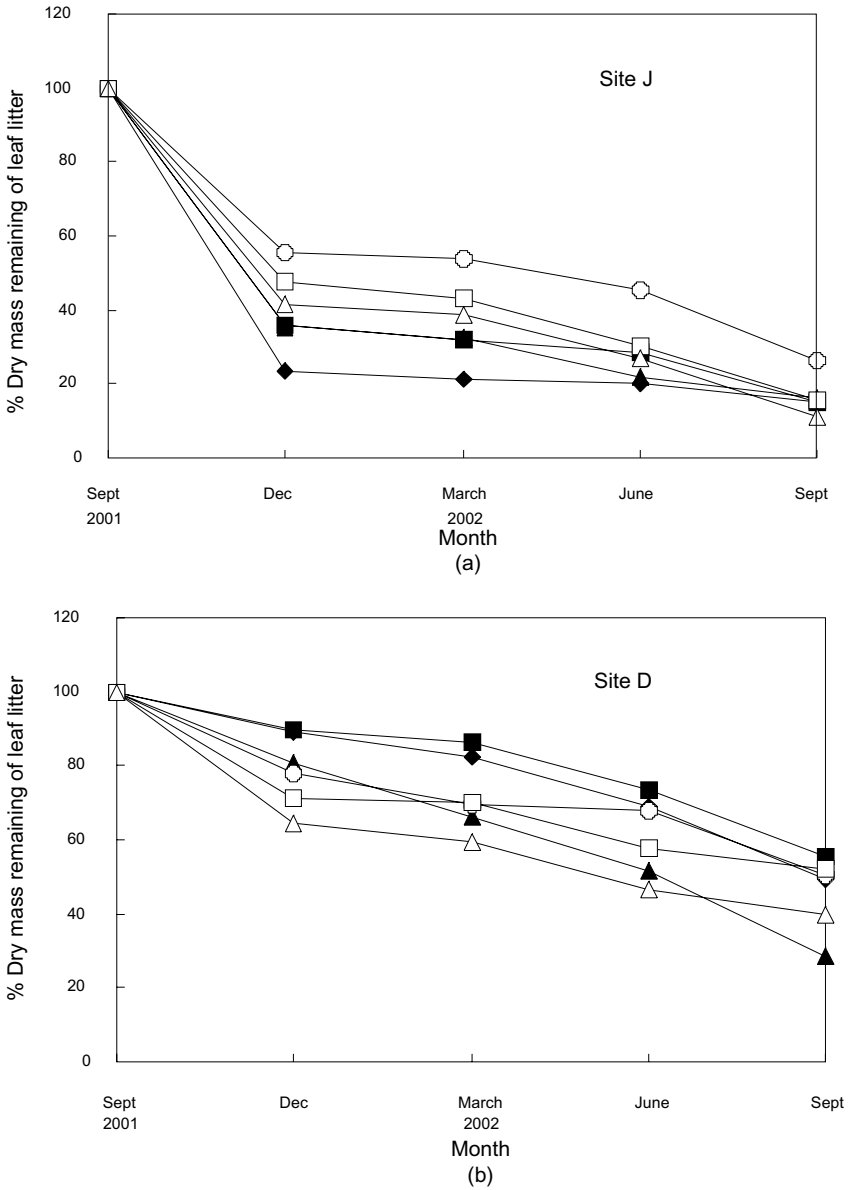 120
100
80
60
40
20
0
% Dry mass remaining of leaf litter
Site J
Sept Dec March June Sept
2001 2002
Month
(a)
120
100
80
60
40
20
0
% Dry mass remaining of leaf litter
Site D
Sept Dec March June Sept
2001 2002
Month
(b)